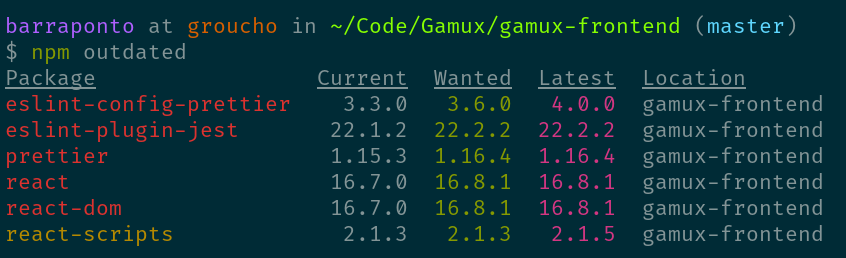 barraponto at groucho in ~/Code/Gamux/gamux-frontend (master)
$ npm outdated
Package Current Wanted Latest Location
eslint-config-prettier 3.3.0 3.6.0 4.0.0 gamux-frontend
eslint-plugin-jest 22.1.2 22.2.2 22.2.2 gamux-frontend
prettier 1.15.3 1.16.4 1.16.4 gamux-frontend
react 16.7.0 16.8.1 16.8.1 gamux-frontend
react-dom 16.7.0 16.8.1 16.8.1 gamux-frontend
react-scripts 2.1.3 2.1.3 2.1.5 gamux-frontend